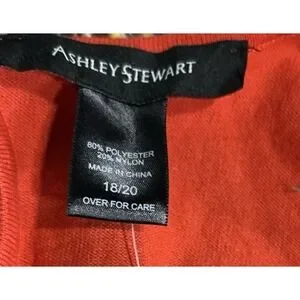 ASHLEY STEWART
80% POLYESTER
20% NYLON
MADE IN CHINA
18/20
OVER FOR CARE